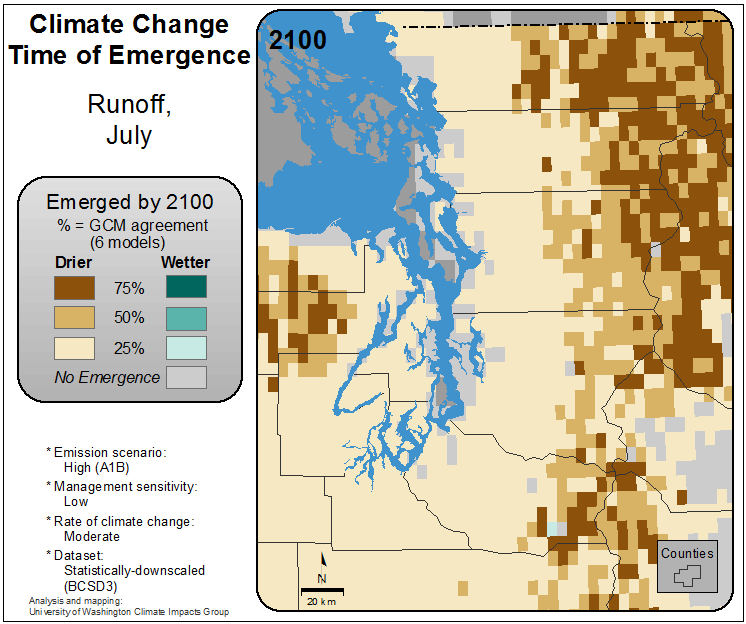 Climate Change
Time of Emergence
Runoff,
July
Emerged by 2100
% = GCM agreement
(6 models)
Drier Wetter
75%
50%
25%
No Emergence
* Emission scenario:
High (A1B)
* Management sensitivity:
Low
* Rate of climate change:
Moderate
* Dataset:
Statistically-downscaled
(BCSD3)
Analysis and mapping:
University of Washington Climate Impacts Group
2100
N
20 km
Counties